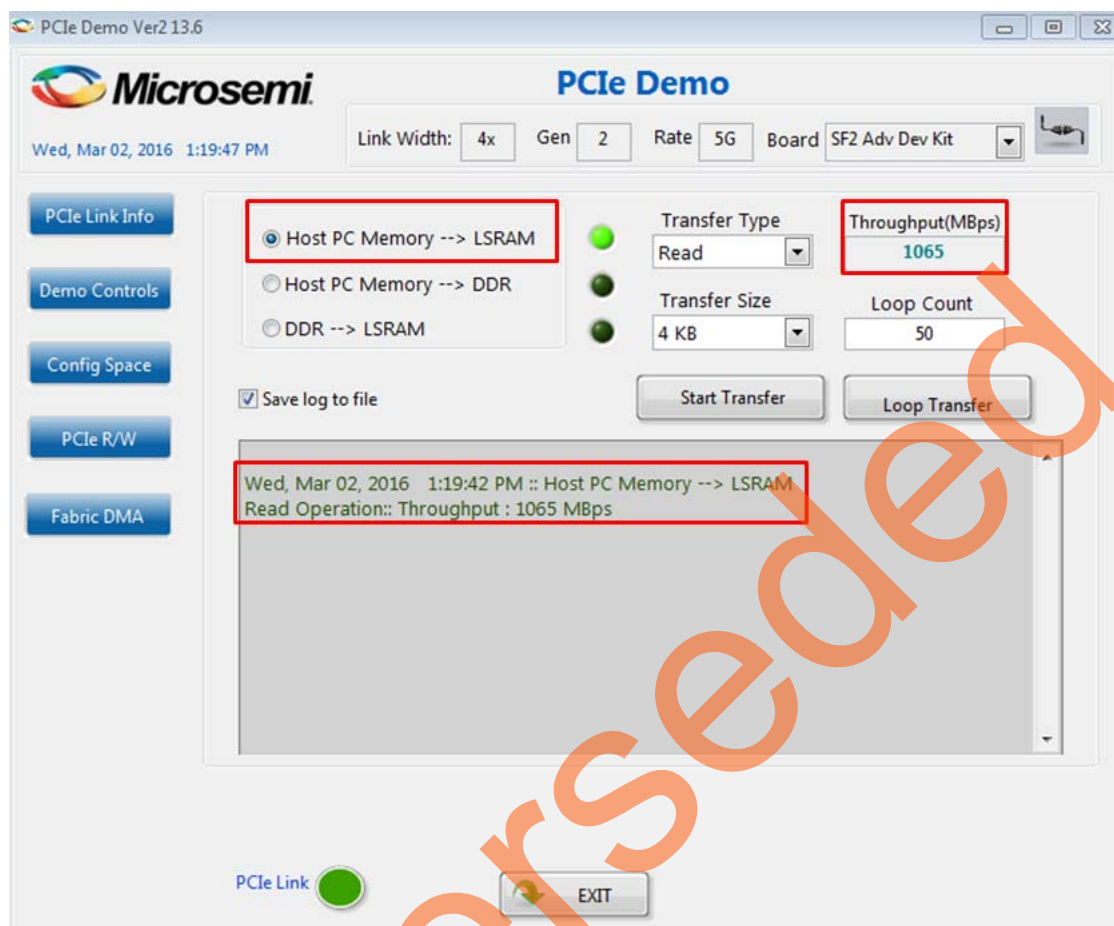 PCIe Demo Ver2 13.6
Microsemi
PCIe Demo
Wed, Mar 02, 2016 1:19:47 PM
Link Width: 4x Gen 2 Rate 5G Board SF2 Adv Dev Kit
PCIe Link Info
Demo Controls
Config Space
PCIe R/W
Fabric DMA
Host PC Memory --> LSRAM
Host PC Memory --> DDR
DDR --> LSRAM
Transfer Type
Read
Throughput(MBps)
1065
Transfer Size
4 KB
Loop Count
50
Save log to file
Start Transfer
Loop Transfer
Wed, Mar 02, 2016 1:19:42 PM :: Host PC Memory --> LSRAM
Read Operation:: Throughput : 1065 MBps
PCIe Link
EXIT
erseded